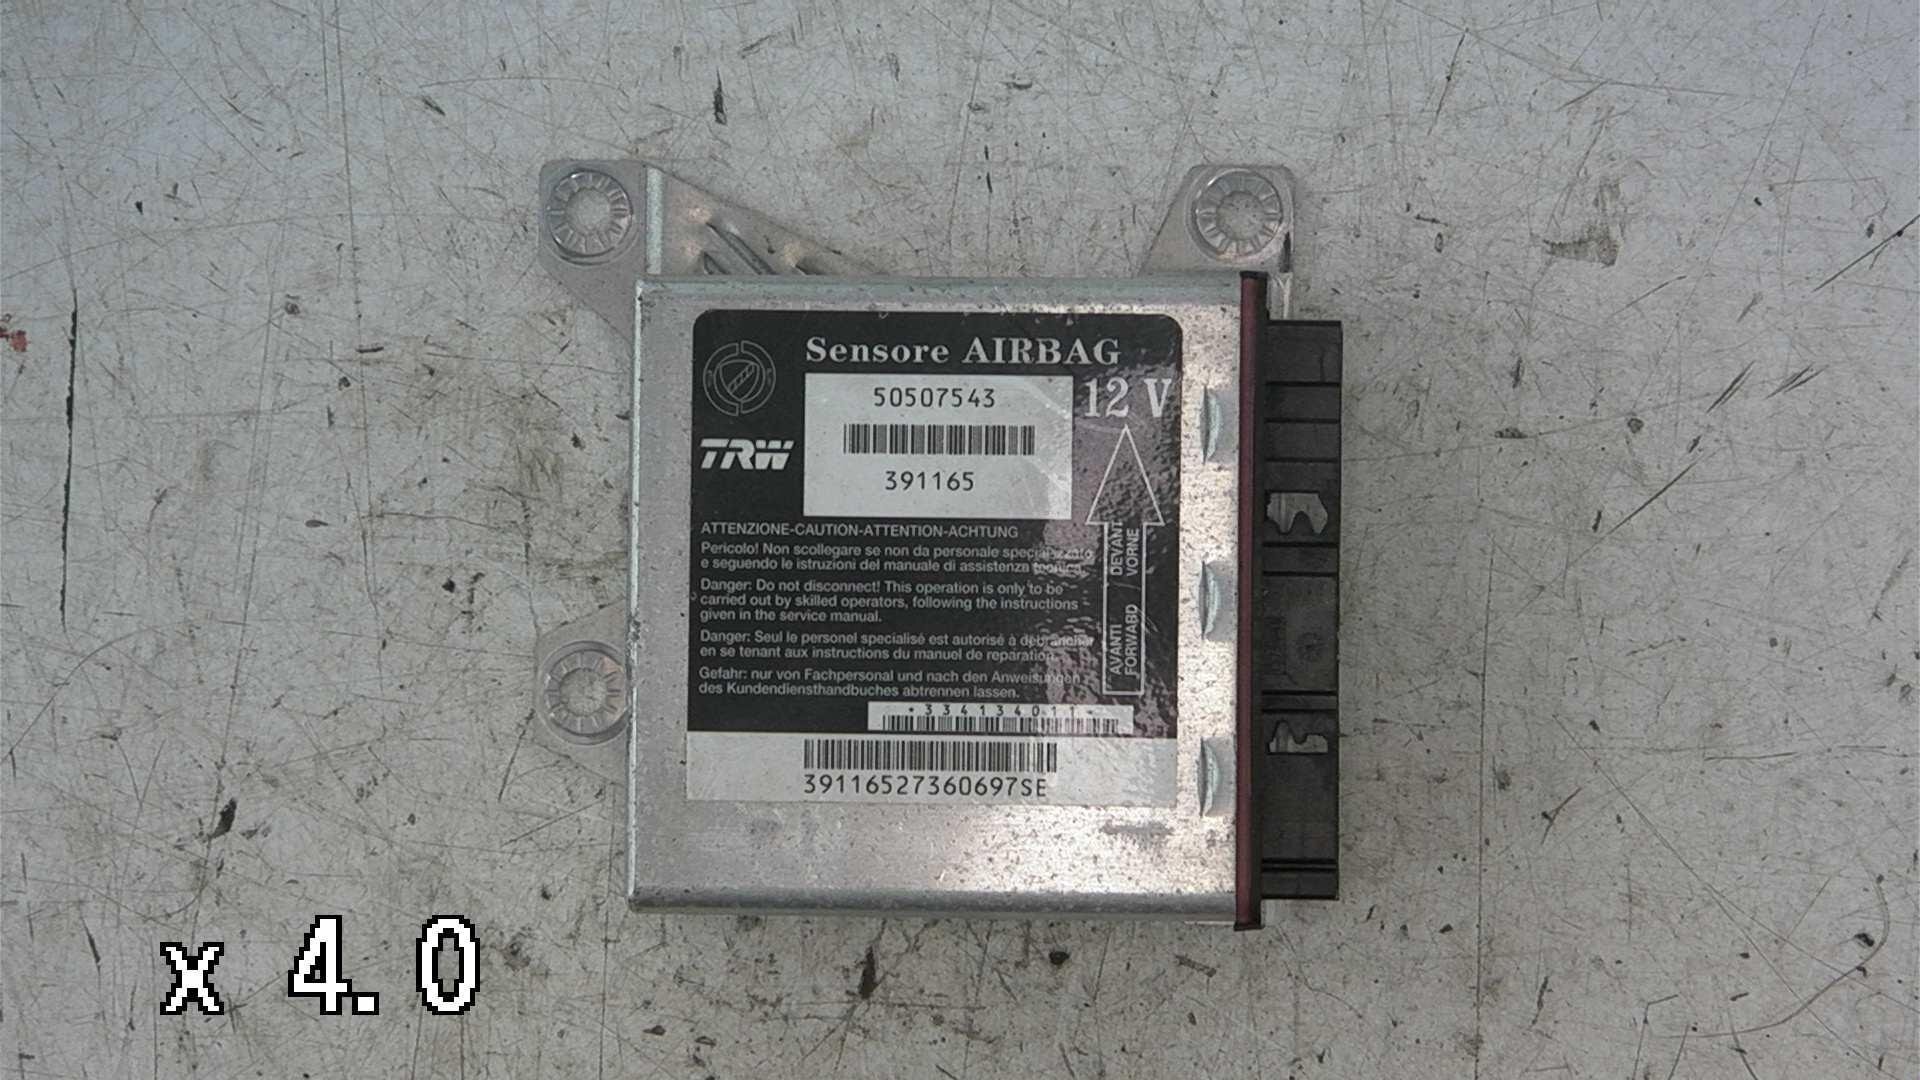 Sensore AIRBAG
50507543
12 V
TRW
391165
ATTENZIONE-CAUTION-ATTENTION-ACHTUNG
Pericolo! Non scollegare se non da personale specializzato
e seguendo le istruzioni del manuale di assistenza tecnica.
Danger: Do not disconnect! This operation is only to be
carried out by skilled operators, following the instructions
given in the service manual.
Danger: Seul le personel specialisé est autorisé à debrancher
en se tenant aux instructions du manuel de reparation.
Gefahr: nur von Fachpersonal und nach den Anweisungen
des Kundendiensthandbuches abtrennen lassen.
AVANTI DEVANT
FORWARD VORNE
*334134011*
39116527360697SE
x 4.0